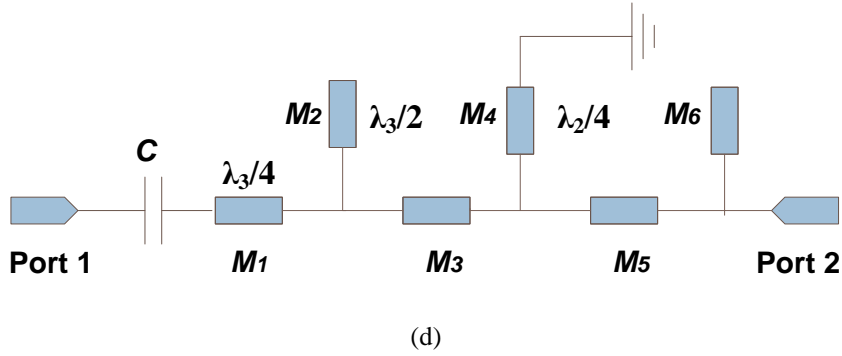 M2 λ3/2 M4 λ2/4 M6
C
λ3/4
Port 1 M1 M3 M5 Port 2
(d)